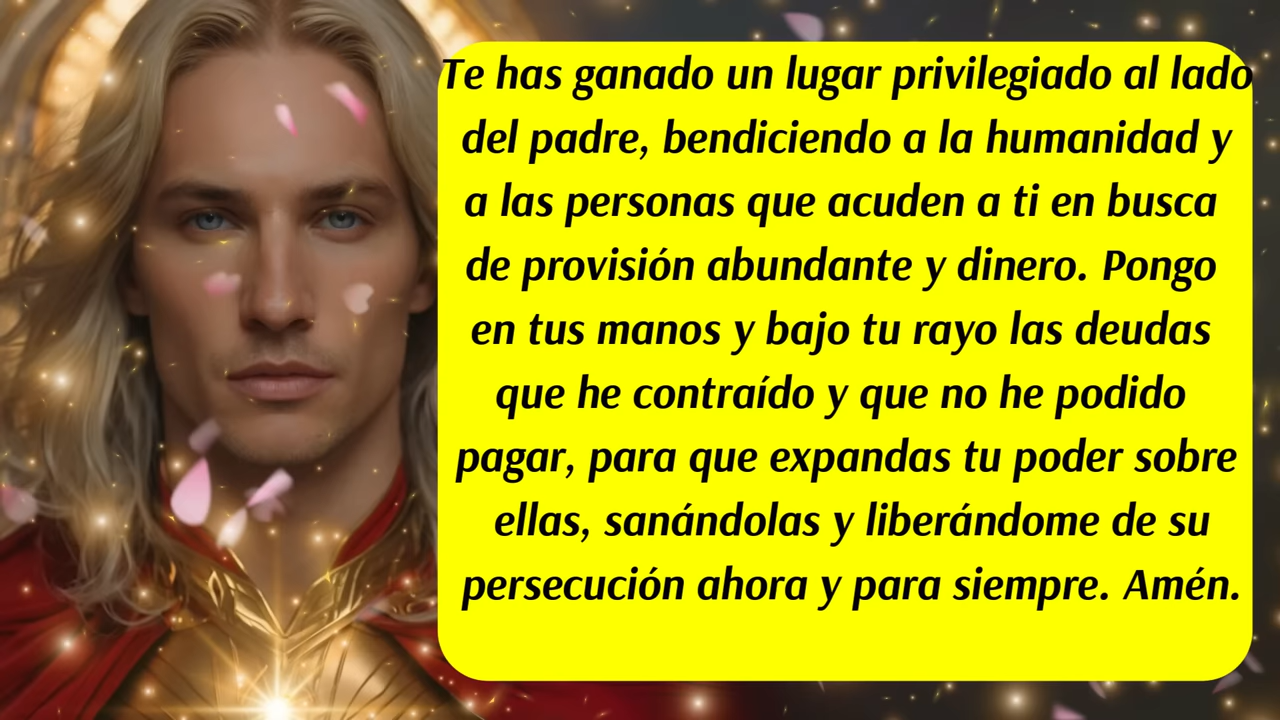 Te has ganado un lugar privilegiado al lado
del padre, bendiciendo a la humanidad y
a las personas que acuden a ti en busca
de provisión abundante y dinero. Pongo
en tus manos y bajo tu rayo las deudas
que he contraído y que no he podido
pagar, para que expandas tu poder sobre
ellas, sanándolas y liberándome de su
persecución ahora y para siempre. Amén.